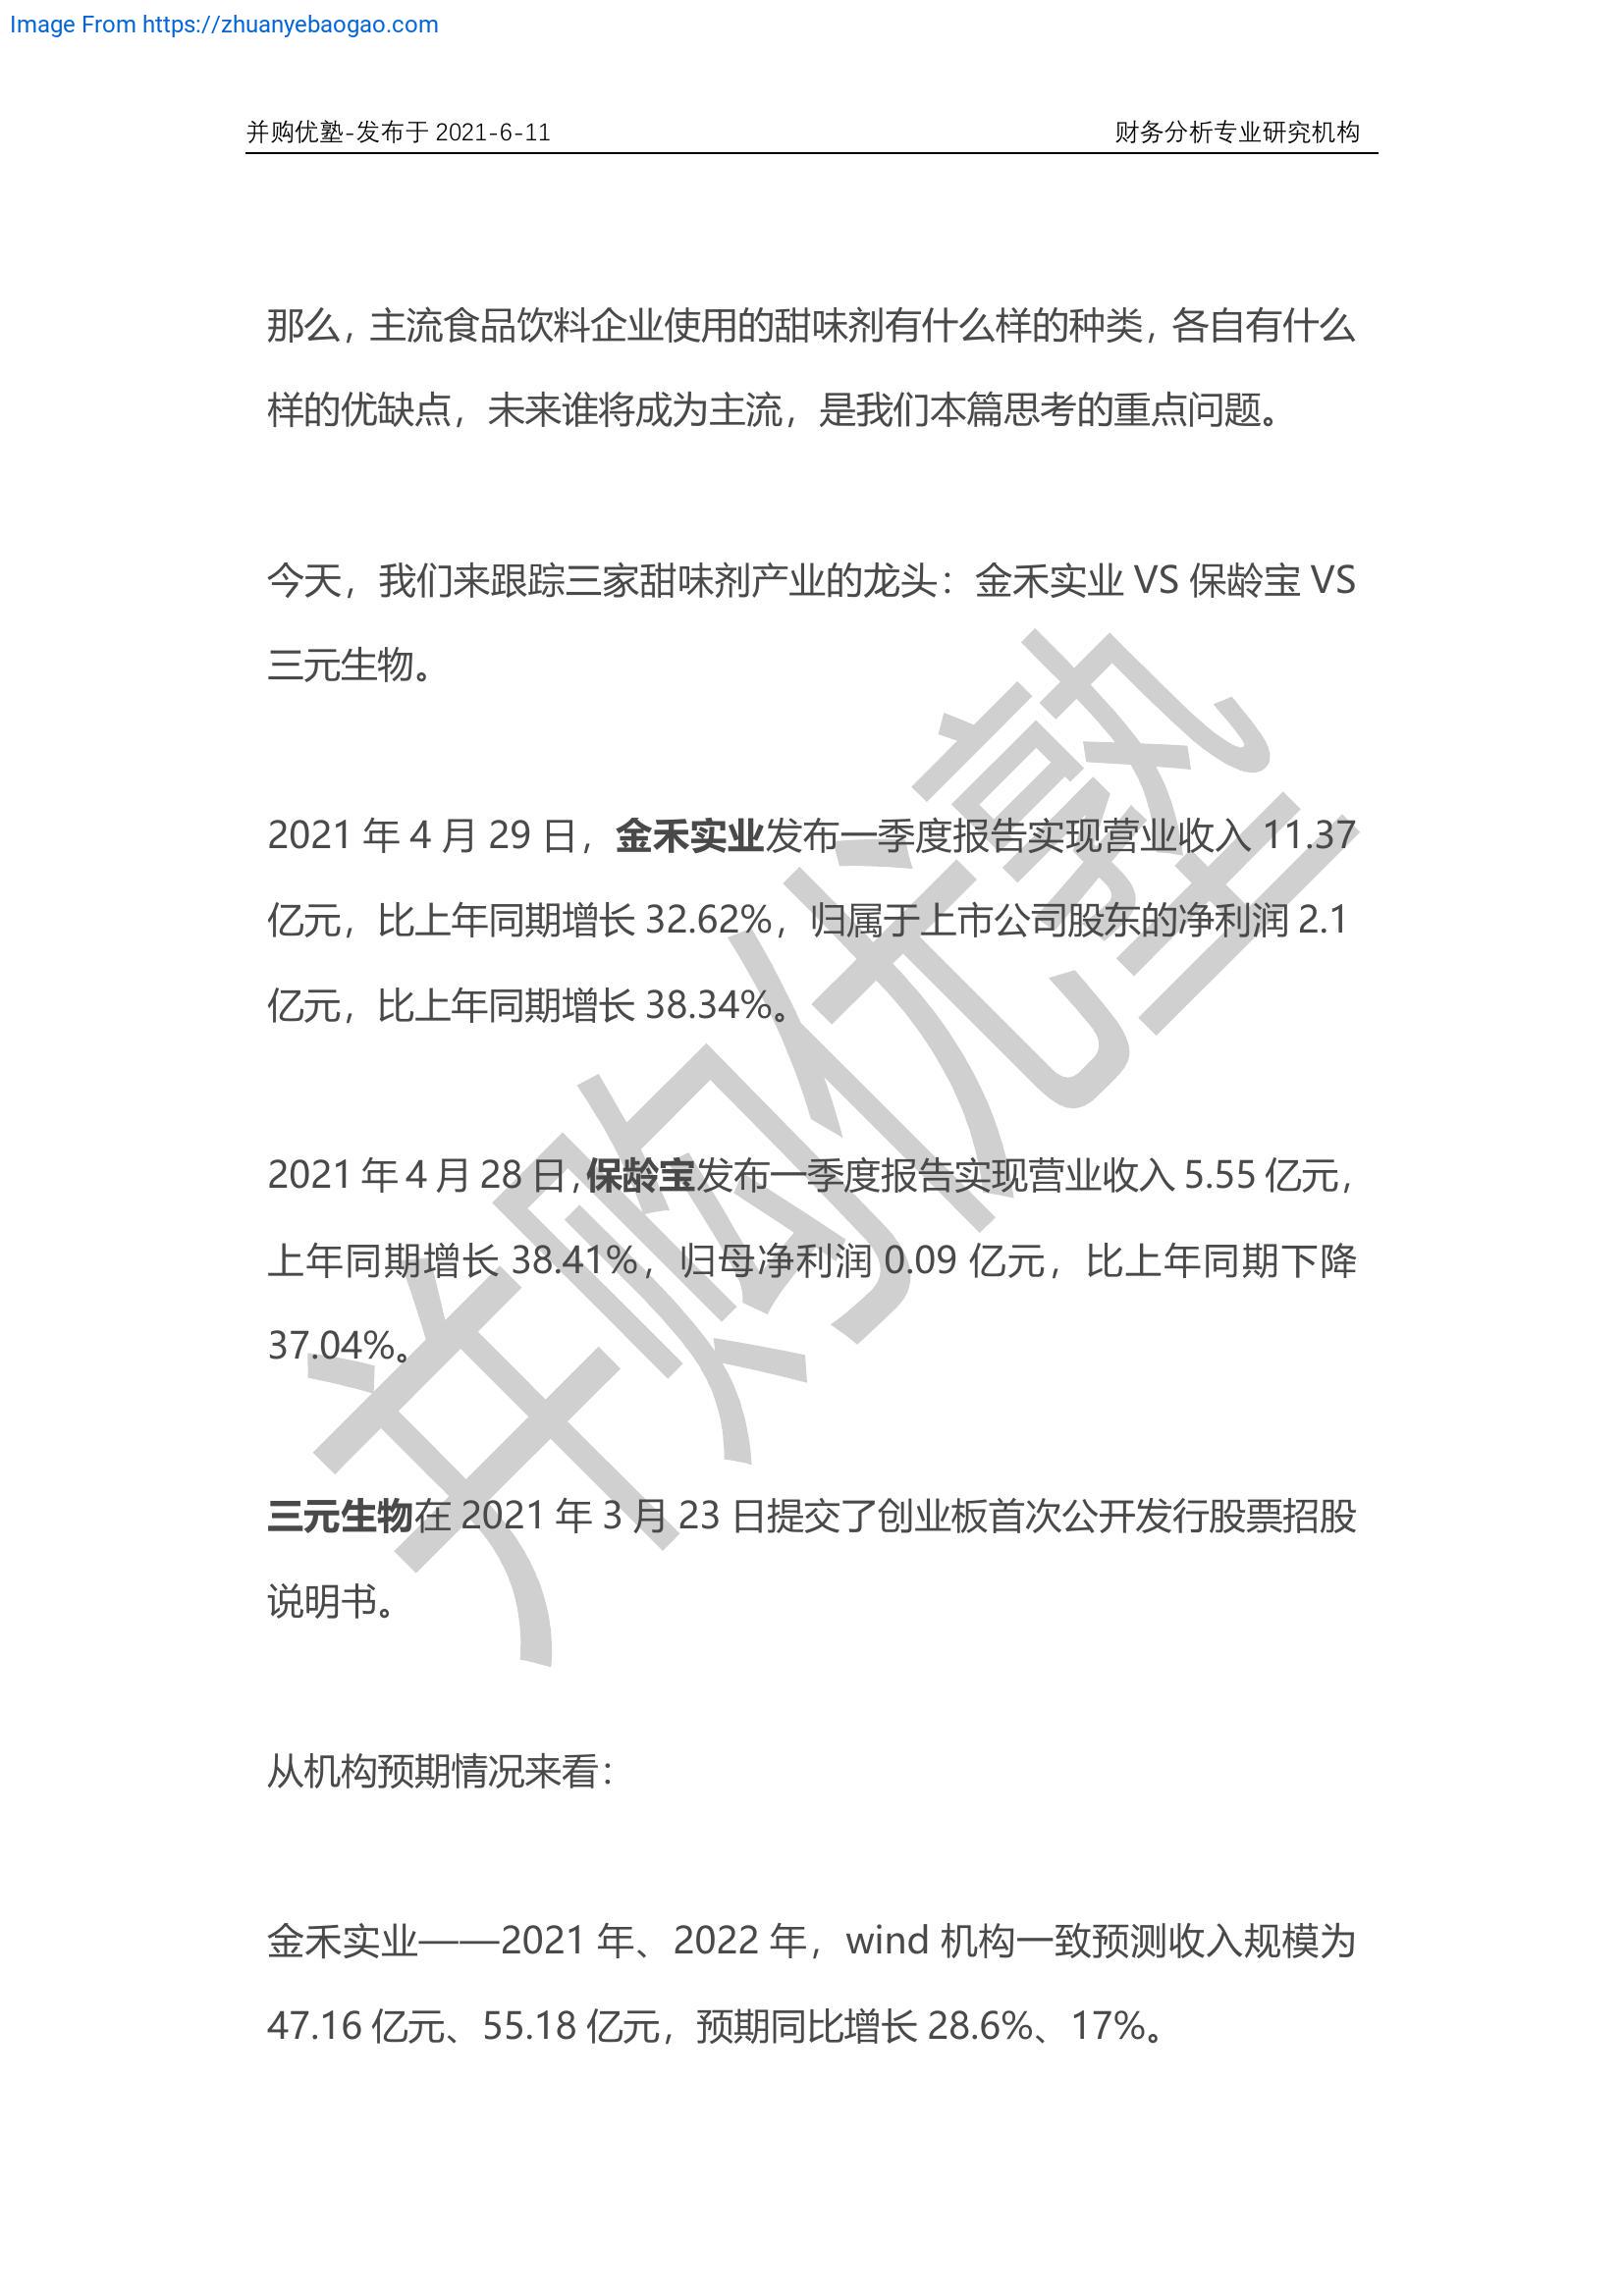 Image From https://zhuanyebaogao.com
并购优塾-发布于 2021-6-11 财务分析专业研究机构
那么，主流食品饮料企业使用的甜味剂有什么样的种类，各自有什么
样的优缺点，未来谁将成为主流，是我们本篇思考的重点问题。
今天，我们来跟踪三家甜味剂产业的龙头：金禾实业 VS 保龄宝 VS
三元生物。
2021 年 4 月 29 日，金禾实业发布一季度报告实现营业收入 11.37
亿元，比上年同期增长 32.62%，归属于上市公司股东的净利润 2.1
亿元，比上年同期增长 38.34%。
2021 年 4 月 28 日，保龄宝发布一季度报告实现营业收入 5.55 亿元，
上年同期增长 38.41%，归母净利润 0.09 亿元，比上年同期下降
37.04%。
三元生物在 2021 年 3 月 23 日提交了创业板首次公开发行股票招股
说明书。
从机构预期情况来看：
金禾实业——2021 年、2022 年，wind 机构一致预测收入规模为
47.16 亿元、55.18 亿元，预期同比增长 28.6%、17%。
并购优塾